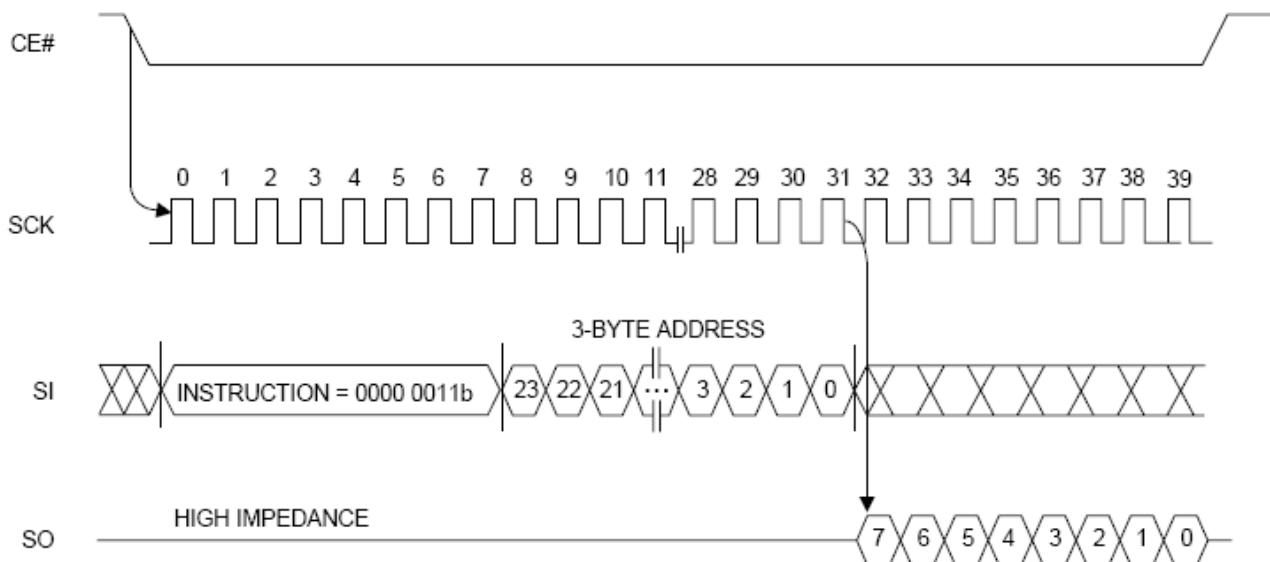 CE#
0 1 2 3 4 5 6 7 8 9 10 11 28 29 30 31 32 33 34 35 36 37 38 39
SCK
3-BYTE ADDRESS
SI INSTRUCTION = 0000 0011b 23 22 21 ... 3 2 1 0
HIGH IMPEDANCE
SO 7 6 5 4 3 2 1 0